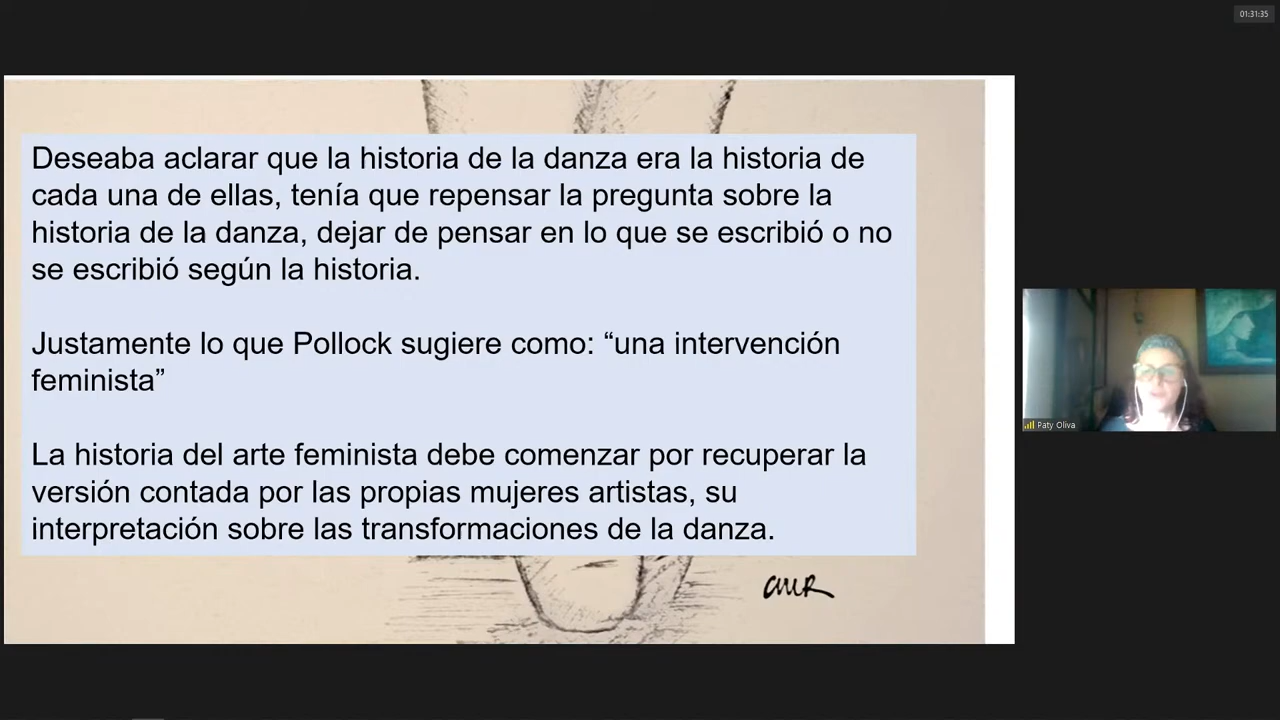 01:31:35
Deseaba aclarar que la historia de la danza era la historia de
cada una de ellas, tenía que repensar la pregunta sobre la
historia de la danza, dejar de pensar en lo que se escribió o no
se escribió según la historia.
Justamente lo que Pollock sugiere como: “una intervención
feminista”
La historia del arte feminista debe comenzar por recuperar la
versión contada por las propias mujeres artistas, su
interpretación sobre las transformaciones de la danza.
Paty Oliva